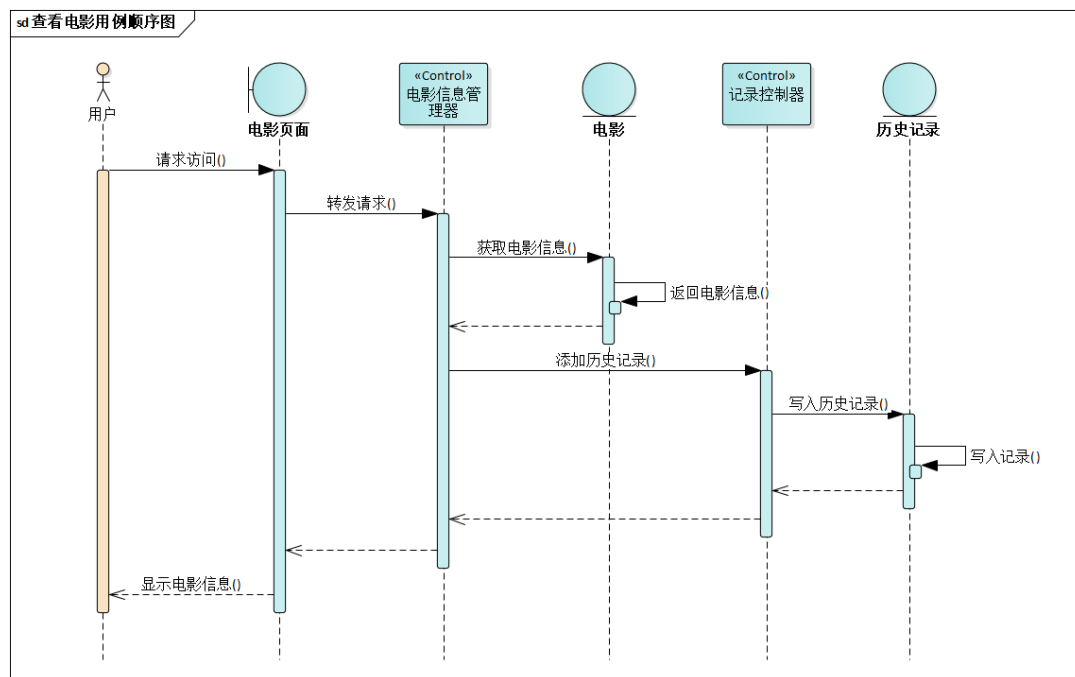 sd 查看电影用例顺序图
用户
电影页面
«Control»
电影信息管
理器
电影
«Control»
记录控制器
历史记录
请求访问()
转发请求()
获取电影信息()
返回电影信息()
添加历史记录()
写入历史记录()
写入记录()
显示电影信息()